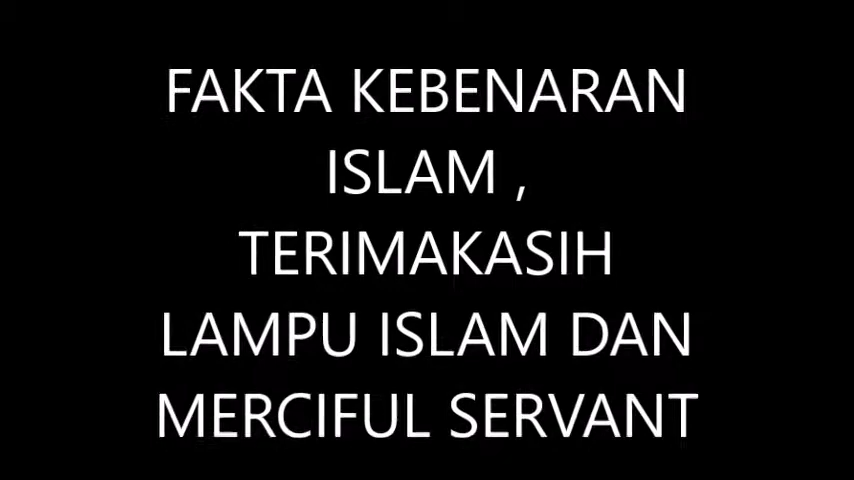 FAKTA KEBENARAN
ISLAM ,
TERIMAKASIH
LAMPU ISLAM DAN
MERCIFUL SERVANT